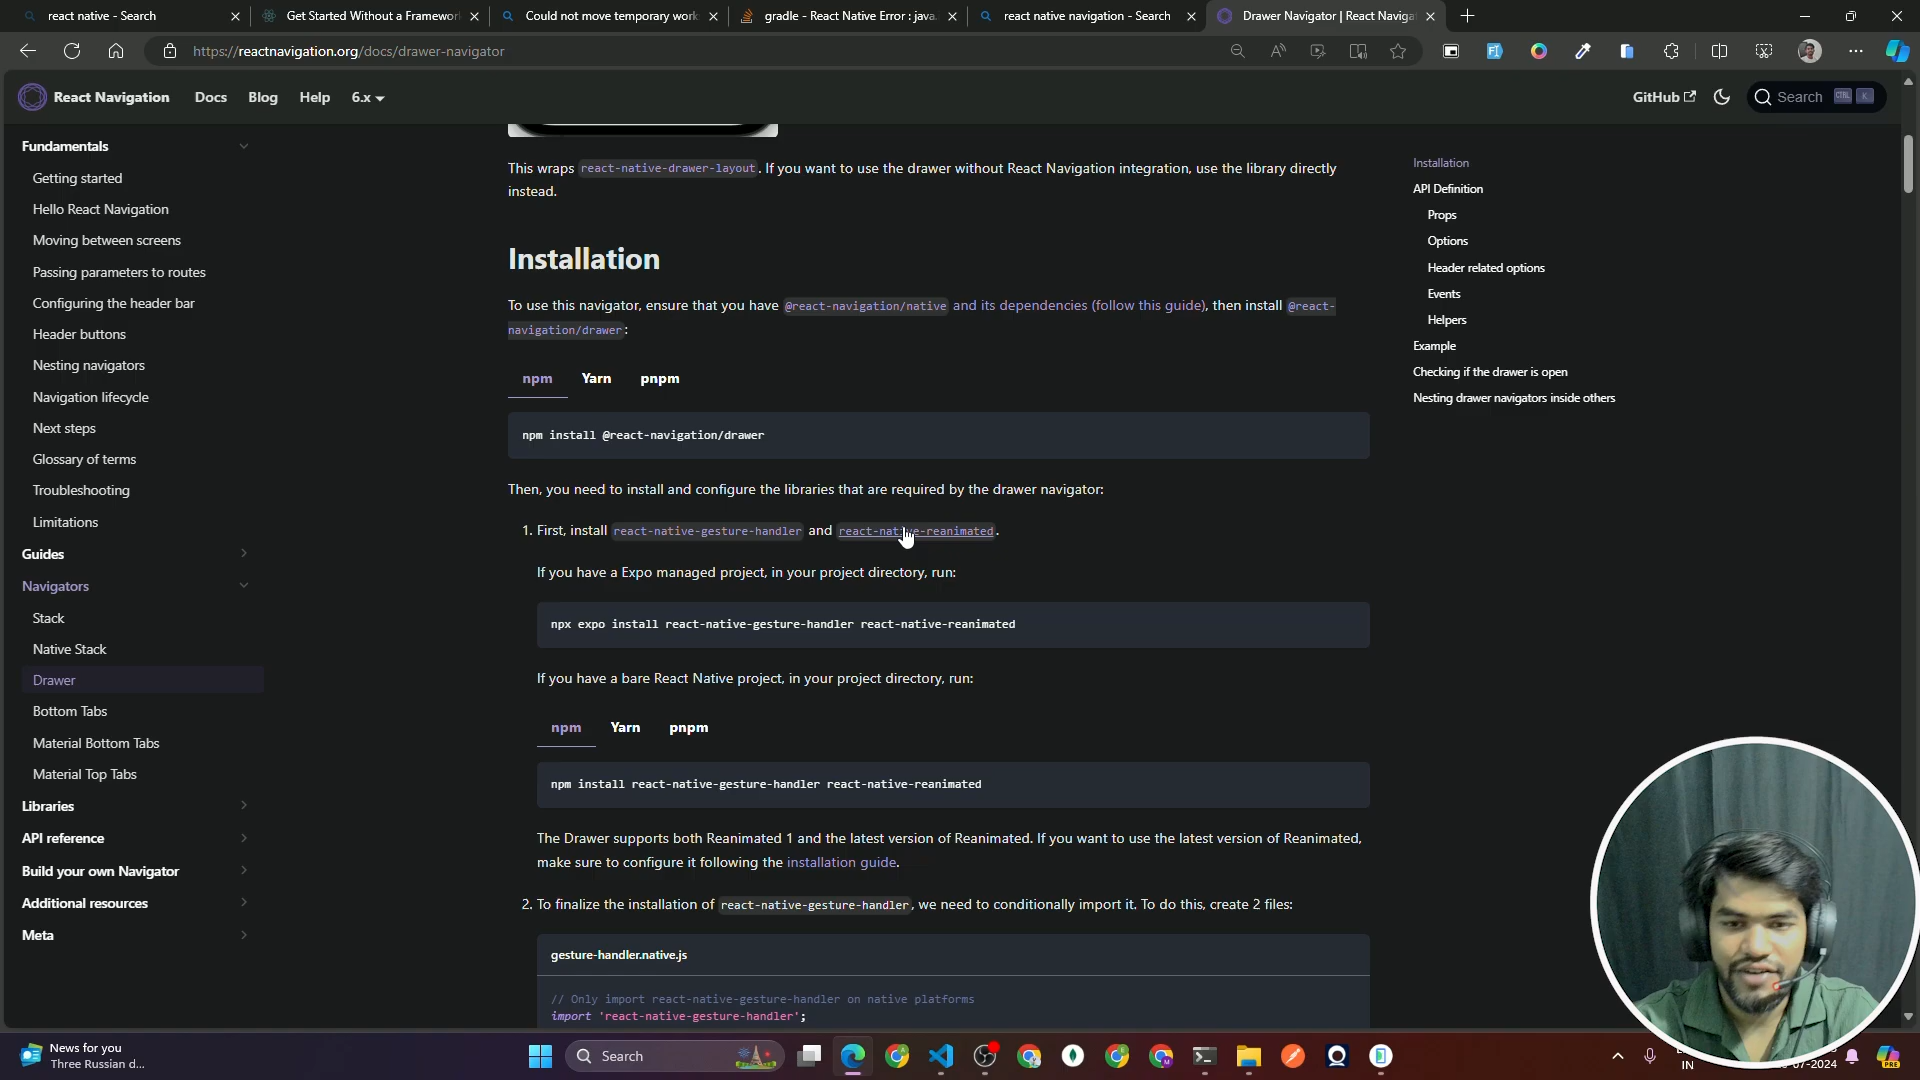 react native - Search
Get Started Without a Framework
Could not move temporary work
gradle - React Native Error : java.
react native navigation - Search
Drawer Navigator | React Naviga
https://reactnavigation.org/docs/drawer-navigator
React Navigation
Docs
Blog
Help
6.x
GitHub
Search
CTRL
K
Fundamentals
Getting started
Hello React Navigation
Moving between screens
Passing parameters to routes
Configuring the header bar
Header buttons
Nesting navigators
Navigation lifecycle
Next steps
Glossary of terms
Troubleshooting
Limitations
Guides
Navigators
Stack
Native Stack
Drawer
Bottom Tabs
Material Bottom Tabs
Material Top Tabs
Libraries
API reference
Build your own Navigator
Additional resources
Meta
This wraps react-native-drawer-layout. If you want to use the drawer without React Navigation integration, use the library directly
instead.
Installation
To use this navigator, ensure that you have @react-navigation/native and its dependencies (follow this guide), then install @react-
navigation/drawer:
npm
Yarn
pnpm
npm install @react-navigation/drawer
Then, you need to install and configure the libraries that are required by the drawer navigator:
1. First, install react-native-gesture-handler and react-native-reanimated.
If you have a Expo managed project, in your project directory, run:
npx expo install react-native-gesture-handler react-native-reanimated
If you have a bare React Native project, in your project directory, run:
npm
Yarn
pnpm
npm install react-native-gesture-handler react-native-reanimated
The Drawer supports both Reanimated 1 and the latest version of Reanimated. If you want to use the latest version of Reanimated,
make sure to configure it following the installation guide.
2. To finalize the installation of react-native-gesture-handler, we need to conditionally import it. To do this, create 2 files:
gesture-handler.native.js
// Only import react-native-gesture-handler on native platforms
import 'react-native-gesture-handler';
Installation
API Definition
Props
Options
Header related options
Events
Helpers
Example
Checking if the drawer is open
Nesting drawer navigators inside others
News for you
Three Russian d...
Search
IN
07-2024
PRE